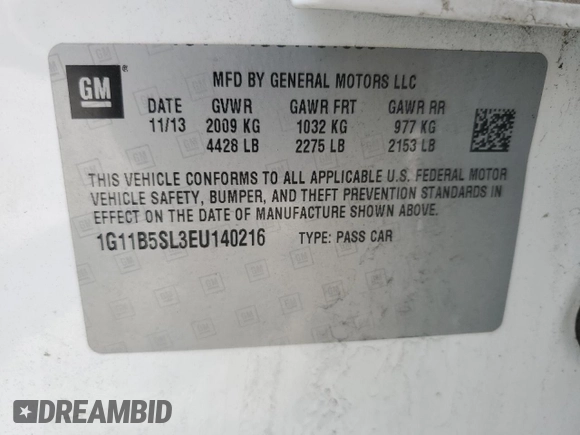 GM
MFD BY GENERAL MOTORS LLC
DATE GVWR GAWR FRT GAWR RR
11/13 2009 KG 1032 KG 977 KG
4428 LB 2275 LB 2153 LB
THIS VEHICLE CONFORMS TO ALL APPLICABLE U.S. FEDERAL MOTOR
VEHICLE SAFETY, BUMPER, AND THEFT PREVENTION STANDARDS IN
EFFECT ON THE DATE OF MANUFACTURE SHOWN ABOVE.
1G11B5SL3EU140216 TYPE: PASS CAR
DREAMBID